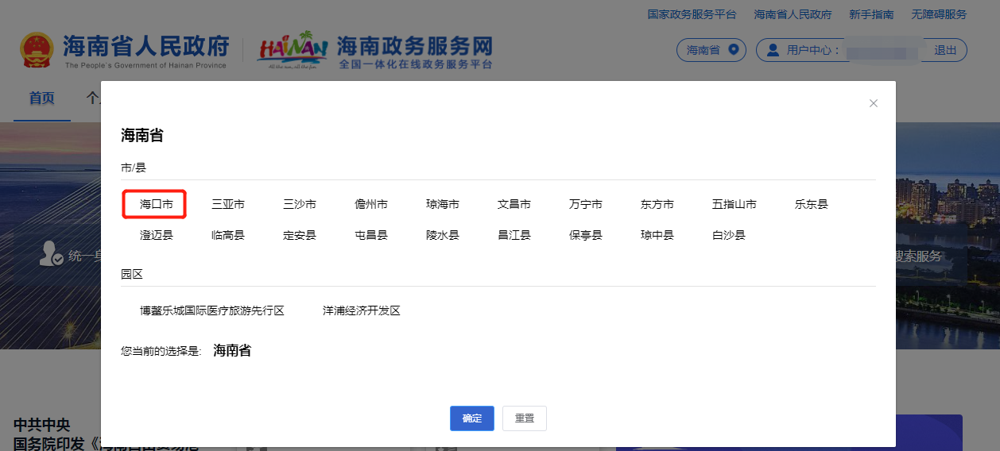 国家政务服务平台 海南省人民政府 新手指南 无障碍服务
海南省人民政府
The People's Government of Hainan Province
HAINAN
海南政务服务网
全国一体化在线政务服务平台
海南省 用户中心： 退出
首页 个
海南省
市/县
海口市 三亚市 三沙市 儋州市 琼海市 文昌市 万宁市 东方市 五指山市 乐东县
澄迈县 临高县 定安县 屯昌县 陵水县 昌江县 保亭县 琼中县 白沙县
统一身
搜索服务
园区
博鳌乐城国际医疗旅游先行区 洋浦经济开发区
您当前的选择是: 海南省
确定 重置
中共中央
国务院印发《海南自由贸易港